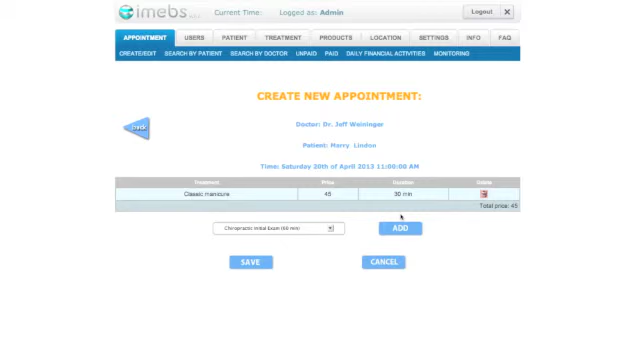 imebs
Current Time: Logged as: Admin
Logout X
APPOINTMENT USERS PATIENT TREATMENT PRODUCTS LOCATION SETTINGS INFO FAQ
CREATE/EDIT SEARCH BY PATIENT SEARCH BY DOCTOR UNPAID PAID DAILY FINANCIAL ACTIVITIES MONITORING
CREATE NEW APPOINTMENT:
back
Doctor: Dr. Jeff Weininger
Patient: Marry Lindon
Time: Saturday 20th of April 2013 11:00:00 AM
Treatment Price Duration Delete
Classic manicure 45 30 min
Total price: 45
Chiropractic Initial Exam (60 min) ADD
SAVE CANCEL